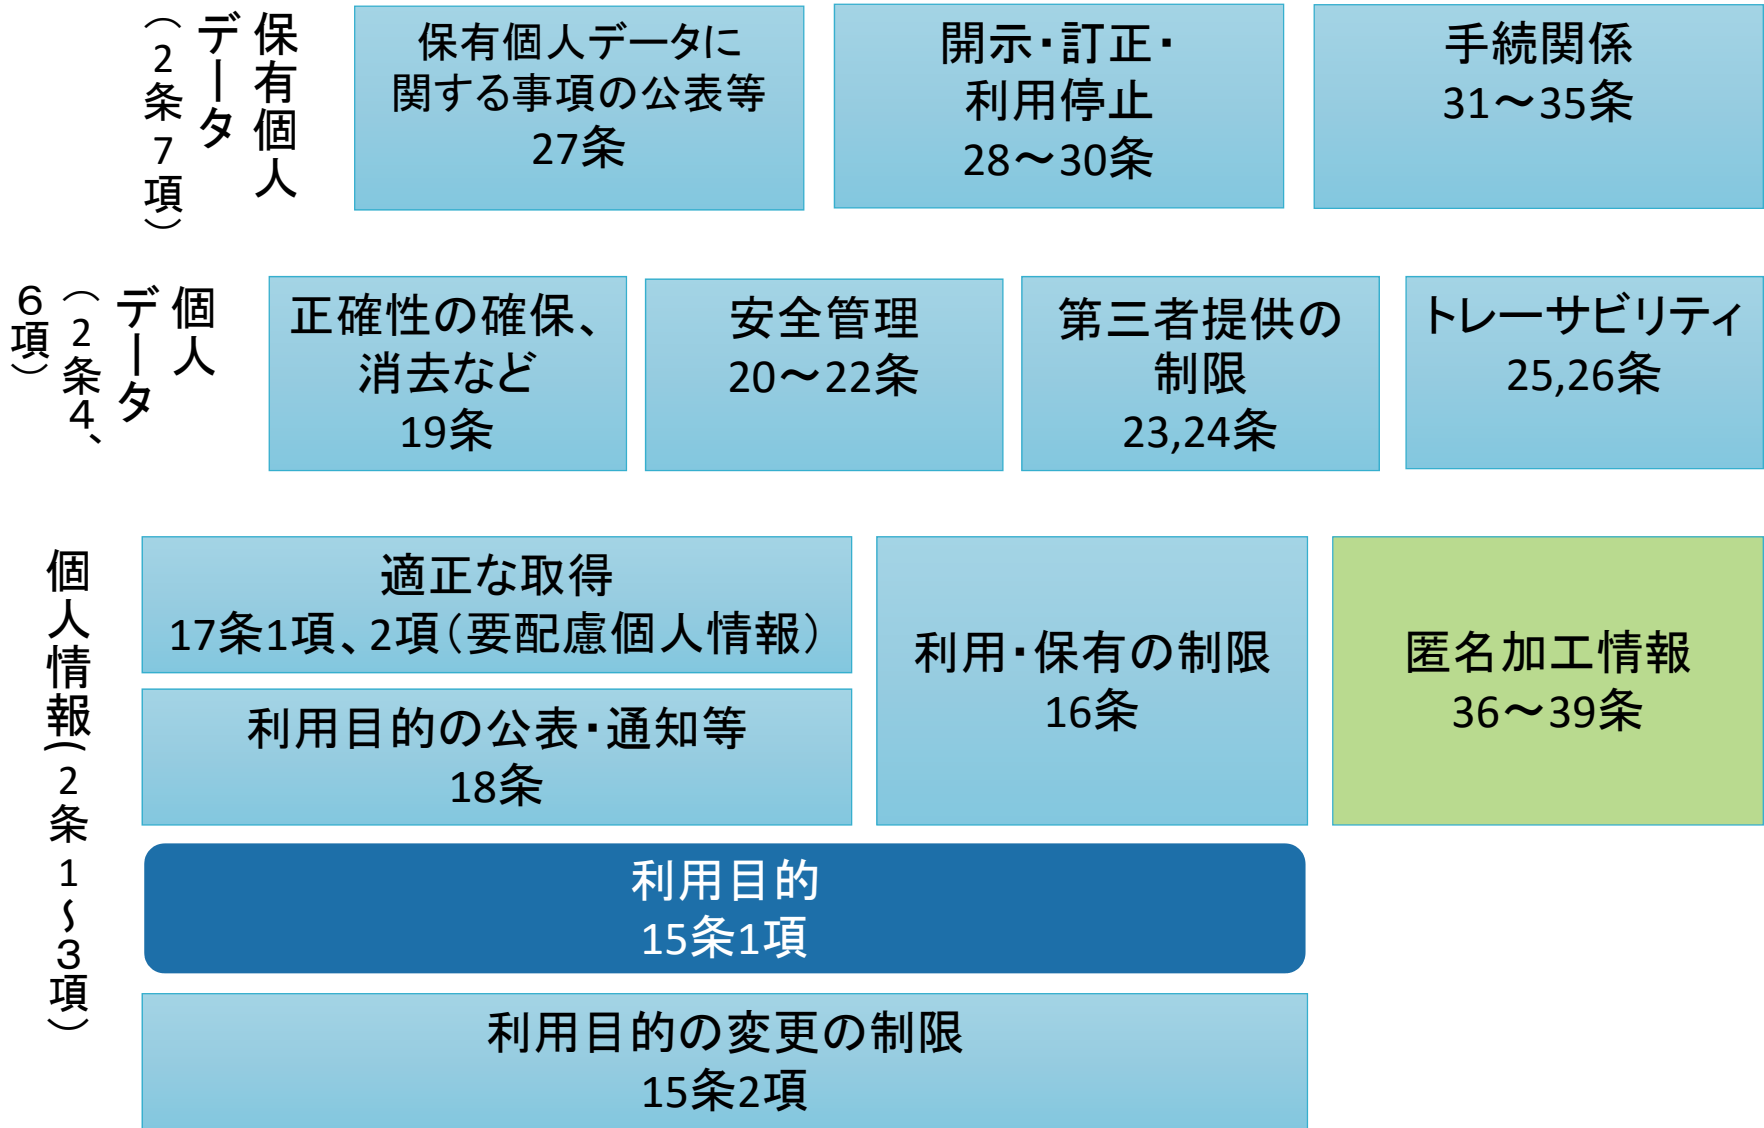 保有個人
データ
（2条7項）
保有個人データに
関する事項の公表等
27条
開示・訂正・
利用停止
28～30条
手続関係
31～35条
個人
データ
（2条４、
６項）
正確性の確保、
消去など
19条
安全管理
20～22条
第三者提供の
制限
23,24条
トレーサビリティ
25,26条
個人情報(2条1～３項）
適正な取得
17条1項、2項（要配慮個人情報）
利用目的の公表・通知等
18条
利用・保有の制限
16条
匿名加工情報
36～39条
利用目的
15条1項
利用目的の変更の制限
15条2項